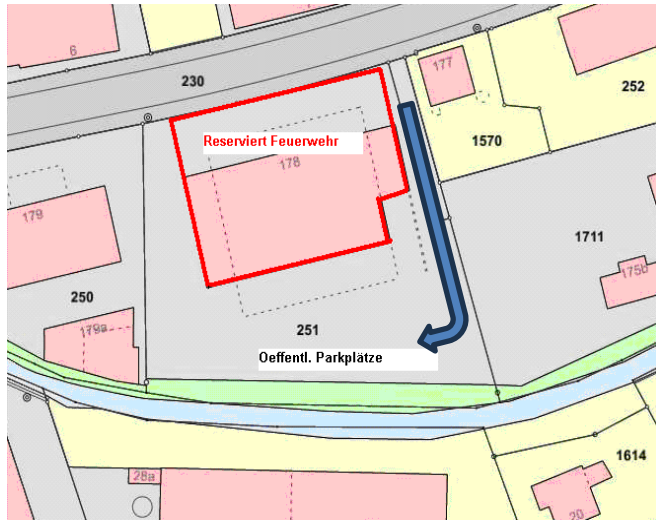 6
177
252
230
Reserviert Feuerwehr
1570
178
179
1711
175b
250
251
179a
Oeffentl. Parkplätze
1614
28a
20